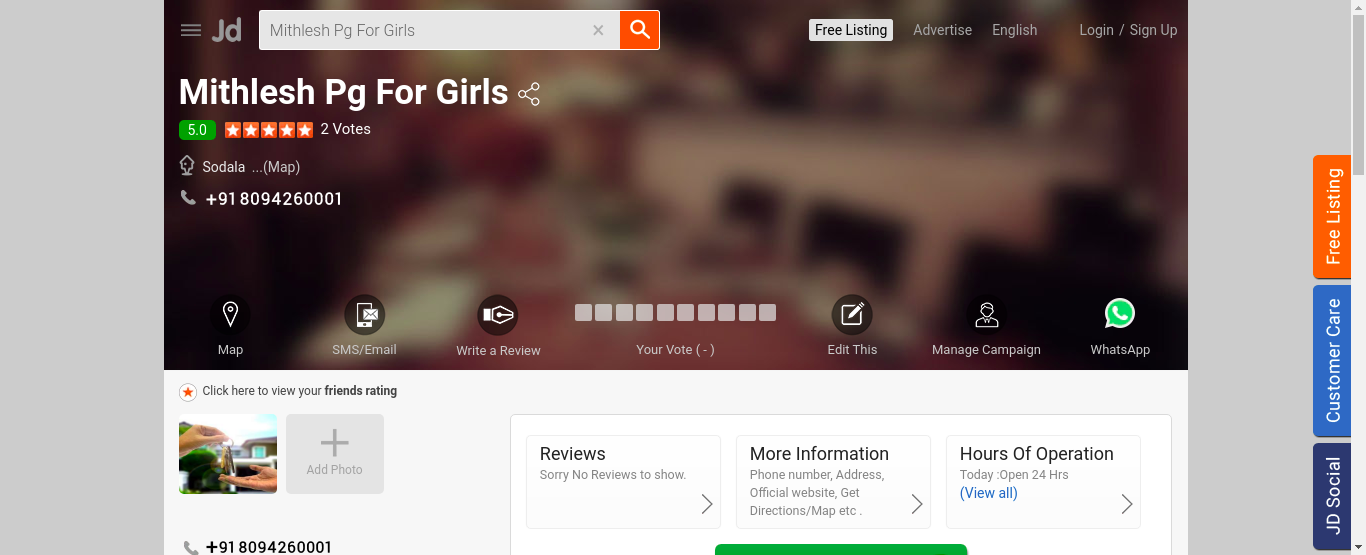 Jd
Mithlesh Pg For Girls
Free Listing
Advertise
English
Login / Sign Up
Mithlesh Pg For Girls
5.0
2 Votes
Sodala ...(Map)
+91 8094260001
Map
SMS/Email
Write a Review
Your Vote ( - )
Edit This
Manage Campaign
WhatsApp
Click here to view your friends rating
Add Photo
+91 8094260001
Reviews
Sorry No Reviews to show.
More Information
Phone number, Address,
Official website, Get
Directions/Map etc .
Hours Of Operation
Today :Open 24 Hrs
(View all)
Free Listing
Customer Care
JD Social